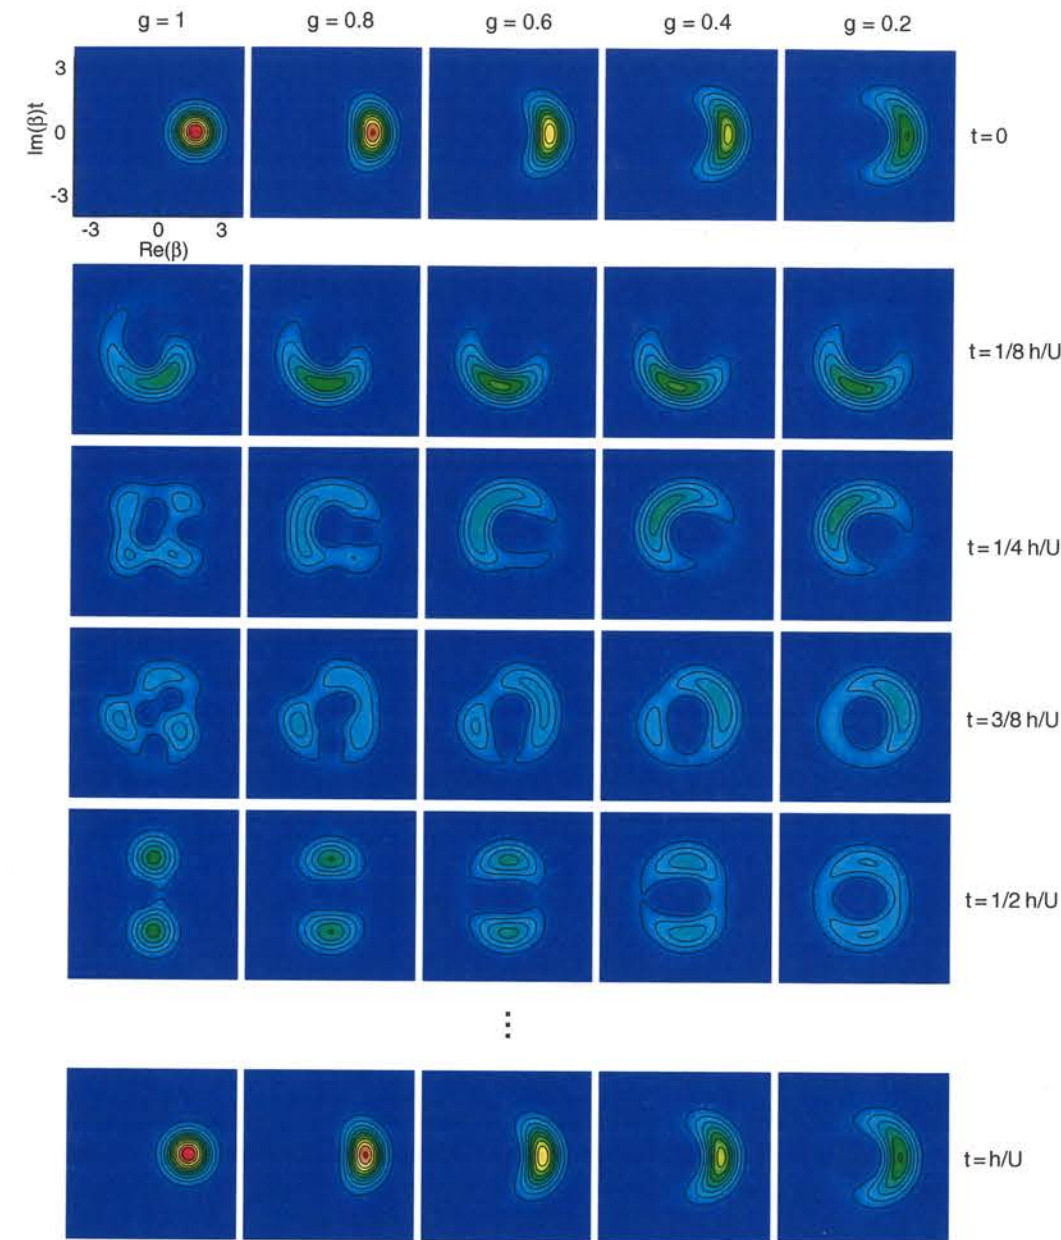 g = 1 g = 0.8 g = 0.6 g = 0.4 g = 0.2
3
0
-3
Im(β)t
t=0
-3 0 3
Re(β)
t=1/8 h/U
t=1/4 h/U
t=3/8 h/U
t=1/2 h/U
t=h/U